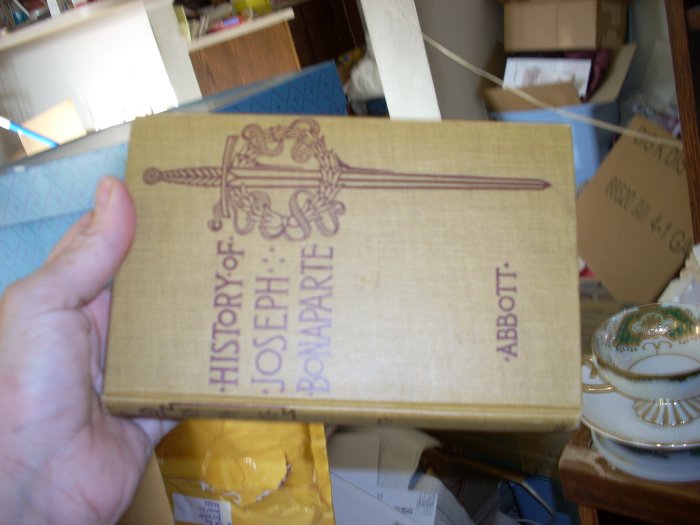 ·HISTORY·OF·
·JOSEPH·:·
·BONAPARTE·
·ABBOTT·